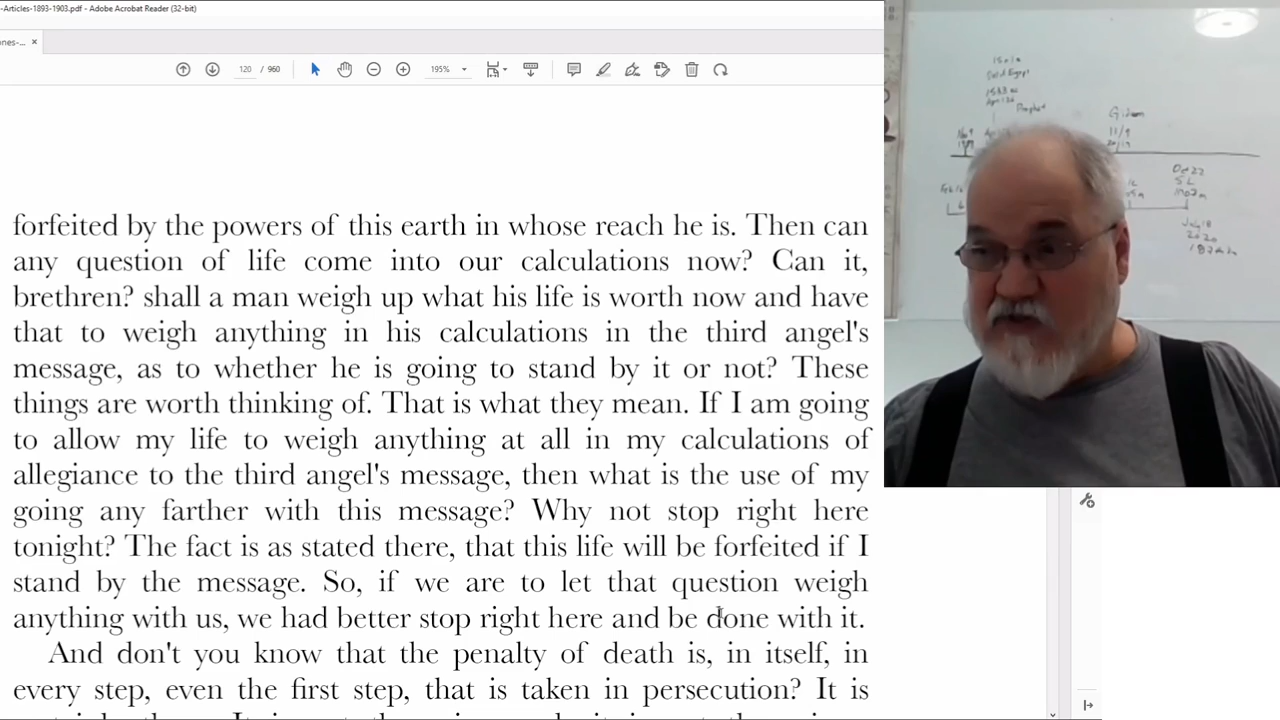 -Articles-1893-1903.pdf - Adobe Acrobat Reader (32-bit)
ones-... ×
120 / 960
195%
forfeited by the powers of this earth in whose reach he is. Then can
any question of life come into our calculations now? Can it,
brethren? shall a man weigh up what his life is worth now and have
that to weigh anything in his calculations in the third angel's
message, as to whether he is going to stand by it or not? These
things are worth thinking of. That is what they mean. If I am going
to allow my life to weigh anything at all in my calculations of
allegiance to the third angel's message, then what is the use of my
going any farther with this message? Why not stop right here
tonight? The fact is as stated there, that this life will be forfeited if I
stand by the message. So, if we are to let that question weigh
anything with us, we had better stop right here and be done with it.
And don't you know that the penalty of death is, in itself, in
every step, even the first step, that is taken in persecution? It is
Gideon
11/9
Oct 22
July 18
2020